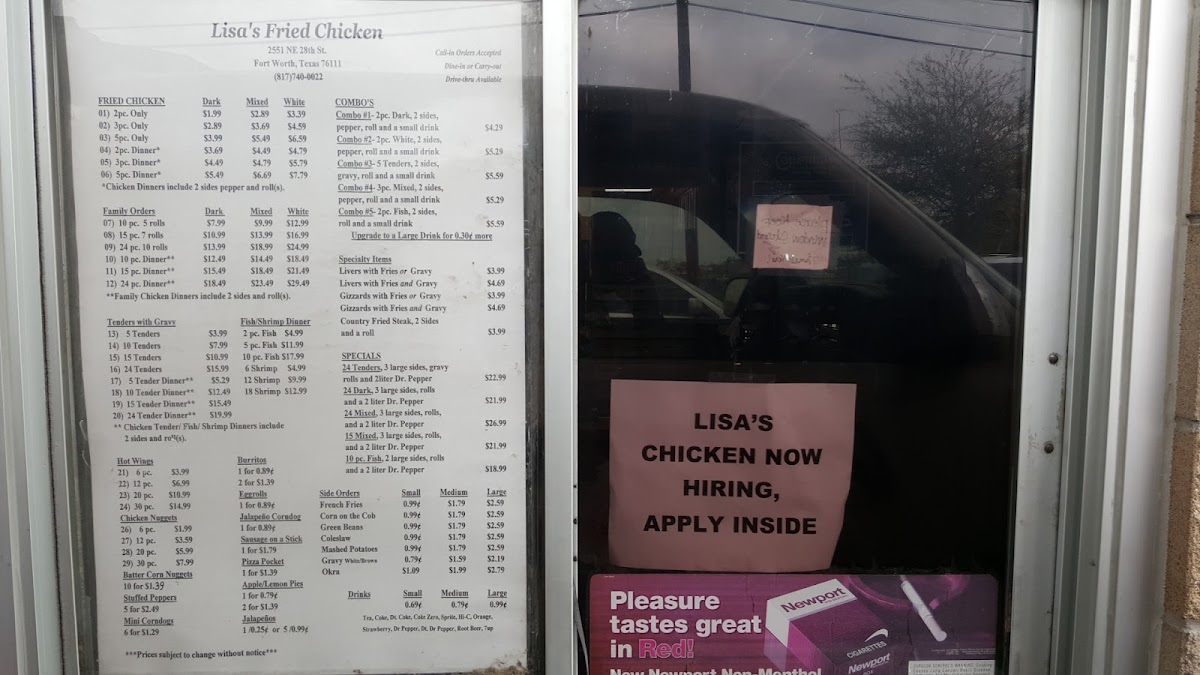 Lisa's Fried Chicken
2551 NE 28th St.
Fort Worth, Texas 76111
(817)740-0022
Call-in Orders Accepted
Dine-in or Carry-out
Drive-thru Available
FRIED CHICKEN Dark Mixed White
01) 2pc. Only $1.99 $2.89 $3.39
02) 3pc. Only $2.89 $3.69 $4.59
03) 5pc. Only $3.99 $5.49 $6.59
04) 2pc. Dinner* $3.69 $4.49 $4.79
05) 3pc. Dinner* $4.49 $4.79 $5.79
06) 5pc. Dinner* $5.49 $6.69 $7.79
*Chicken Dinners include 2 sides pepper and roll(s).
Family Orders Dark Mixed White
07) 10 pc. 5 rolls $7.99 $9.99 $12.99
08) 15 pc. 7 rolls $10.99 $13.99 $16.99
09) 24 pc. 10 rolls $13.99 $18.99 $24.99
10) 10 pc. Dinner** $12.49 $14.49 $18.49
11) 15 pc. Dinner** $15.49 $18.49 $21.49
12) 24 pc. Dinner** $18.49 $23.49 $29.49
**Family Chicken Dinners include 2 sides and roll(s).
Tenders with Gravy
13) 5 Tenders $3.99
14) 10 Tenders $7.99
15) 15 Tenders $10.99
16) 24 Tenders $15.99
17) 5 Tender Dinner** $5.29
18) 10 Tender Dinner** $12.49
19) 15 Tender Dinner** $15.49
20) 24 Tender Dinner** $19.99
Fish/Shrimp Dinner
2 pc. Fish $4.99
5 pc. Fish $11.99
10 pc. Fish $17.99
6 Shrimp $4.99
12 Shrimp $9.99
18 Shrimp $12.99
** Chicken Tender/ Fish/ Shrimp Dinners include
2 sides and roll(s).
Hot Wings
21) 6 pc. $3.99
22) 12 pc. $6.99
23) 20 pc. $10.99
24) 30 pc. $14.99
Chicken Nuggets
26) 6 pc. $1.99
27) 12 pc. $3.59
28) 20 pc. $5.99
29) 30 pc. $7.99
Batter Corn Nuggets
10 for $1.39
Stuffed Peppers
5 for $2.49
Mini Corndogs
6 for $1.29
Burritos
1 for 0.89¢
2 for $1.39
Eggrolls
1 for 0.89¢
Jalapeño Corndog
1 for 0.89¢
Sausage on a Stick
1 for $1.79
Pizza Pocket
1 for $1.39
Apple/Lemon Pies
1 for 0.79¢
2 for $1.39
Jalapeños
1 /0.25¢ or 5 /0.99¢
***Prices subject to change without notice***
COMBO'S
Combo #1- 2pc. Dark, 2 sides,
pepper, roll and a small drink $4.29
Combo #2- 2pc. White, 2 sides,
pepper, roll and a small drink $5.29
Combo #3- 5 Tenders, 2 sides,
gravy, roll and a small drink $5.59
Combo #4- 3pc. Mixed, 2 sides,
pepper, roll and a small drink $5.29
Combo #5- 2pc. Fish, 2 sides,
roll and a small drink $5.59
Upgrade to a Large Drink for 0.30¢ more
Specialty Items
Livers with Fries or Gravy $3.99
Livers with Fries and Gravy $4.69
Gizzards with Fries or Gravy $3.99
Gizzards with Fries and Gravy $4.69
Country Fried Steak, 2 Sides
and a roll $3.99
SPECIALS
24 Tenders, 3 large sides, gravy
rolls and 2liter Dr. Pepper $22.99
24 Dark, 3 large sides, rolls
and a 2 liter Dr. Pepper $21.99
24 Mixed, 3 large sides, rolls,
and a 2 liter Dr. Pepper $26.99
15 Mixed, 3 large sides, rolls,
and a 2 liter Dr. Pepper $21.99
10 pc. Fish, 2 large sides, rolls
and a 2 liter Dr. Pepper $18.99
Side Orders Small Medium Large
French Fries 0.99¢ $1.79 $2.59
Corn on the Cob 0.99¢ $1.79 $2.59
Green Beans 0.99¢ $1.79 $2.59
Coleslaw 0.99¢ $1.79 $2.59
Mashed Potatoes 0.99¢ $1.79 $2.59
Gravy White/Brown 0.79¢ $1.59 $2.19
Okra $1.09 $1.99 $2.79
Drinks Small Medium Large
0.69¢ 0.79¢ 0.99¢
Tea, Coke, Dt. Coke, Coke Zero, Sprite, Hi-C, Orange,
Strawberry, Dr Pepper, Dt. Dr Pepper, Root Beer, 7up
LISA'S
CHICKEN NOW
HIRING,
APPLY INSIDE
Pleasure
tastes great
in Red!
New Newport Non-Menthol
Newport
CIGARETTES
Newport